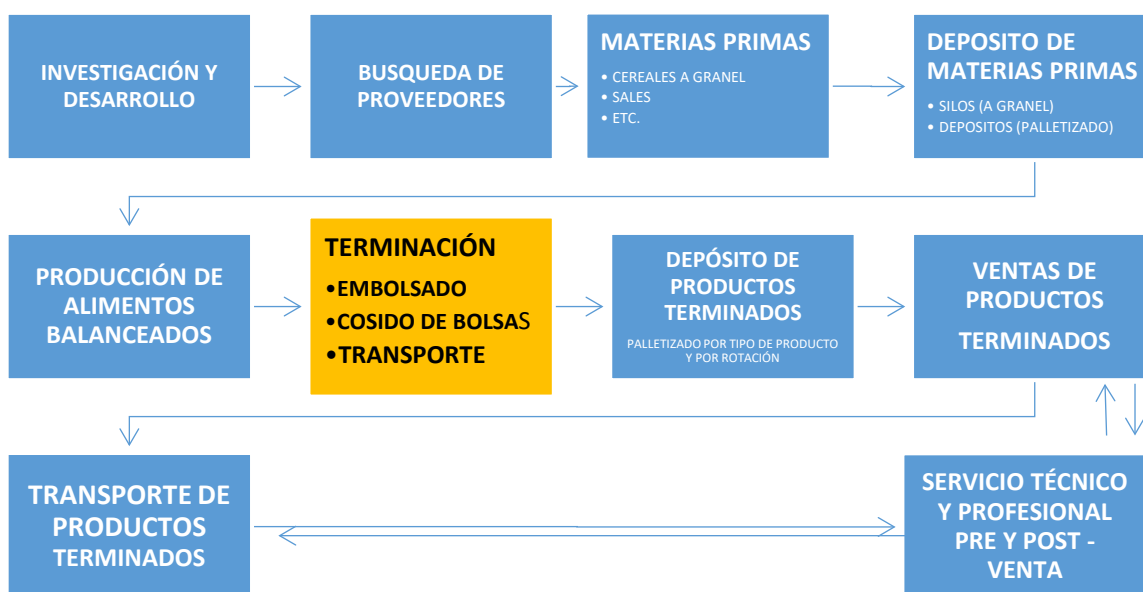 INVESTIGACIÓN Y
DESARROLLO
BUSQUEDA DE
PROVEEDORES
MATERIAS PRIMAS
• CEREALES A GRANEL
• SALES
• ETC.
DEPOSITO DE
MATERIAS PRIMAS
• SILOS (A GRANEL)
• DEPOSITOS (PALLETIZADO)
PRODUCCIÓN DE
ALIMENTOS
BALANCEADOS
TERMINACIÓN
•EMBOLSADO
•COSIDO DE BOLSAS
•TRANSPORTE
DEPÓSITO DE
PRODUCTOS
TERMINADOS
PALLETIZADO POR TIPO DE PRODUCTO
Y POR ROTACIÓN
VENTAS DE
PRODUCTOS
TERMINADOS
TRANSPORTE DE
PRODUCTOS
TERMINADOS
SERVICIO TÉCNICO
Y PROFESIONAL
PRE Y POST -
VENTA